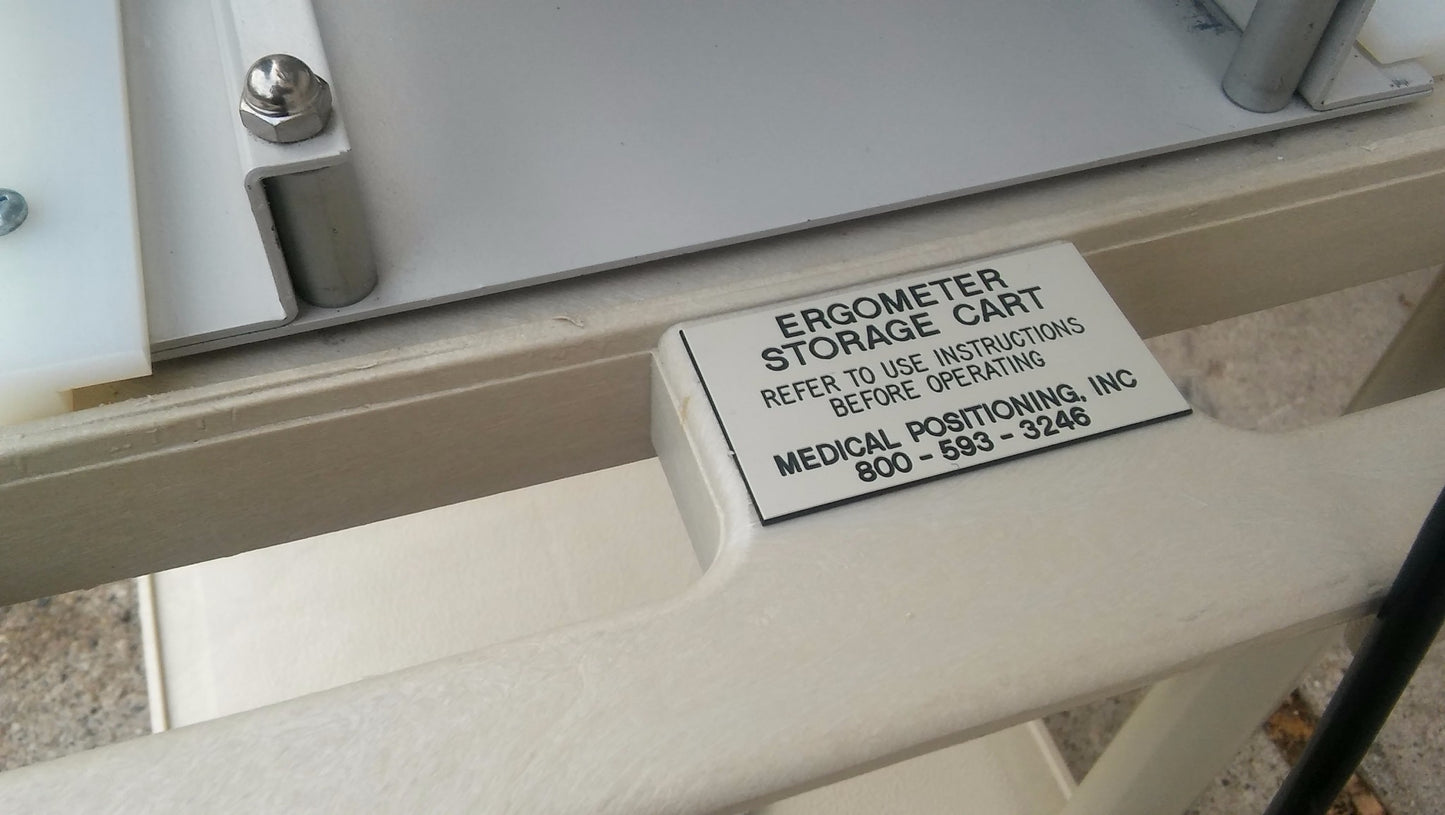 ERGOMETER
STORAGE CART
REFER TO USE INSTRUCTIONS
BEFORE OPERATING
MEDICAL POSITIONING, INC
800 - 593 - 3246